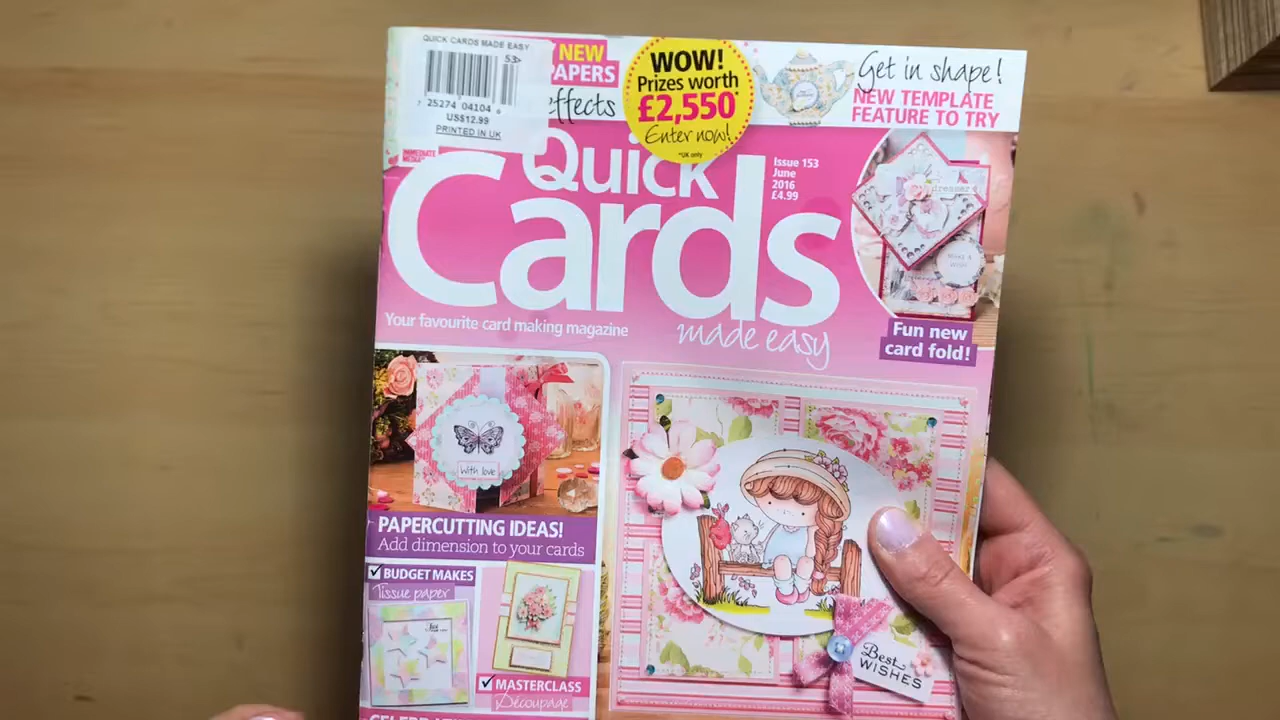 QUICK CARDS MADE EASY
53>
7 25274 04104 6
US$12.99
PRINTED IN UK
NEW
PAPERS
effects
WOW!
Prizes worth
£2,550*
Enter now!
*UK only
Get in shape!
NEW TEMPLATE
FEATURE TO TRY
Quick
Cards
made easy
Issue 153
June
2016
£4.99
Your favourite card making magazine
Fun new
card fold!
With love
PAPERCUTTING IDEAS!
Add dimension to your cards
BUDGET MAKES
Tissue paper
MASTERCLASS
Découpage
Best
WISHES